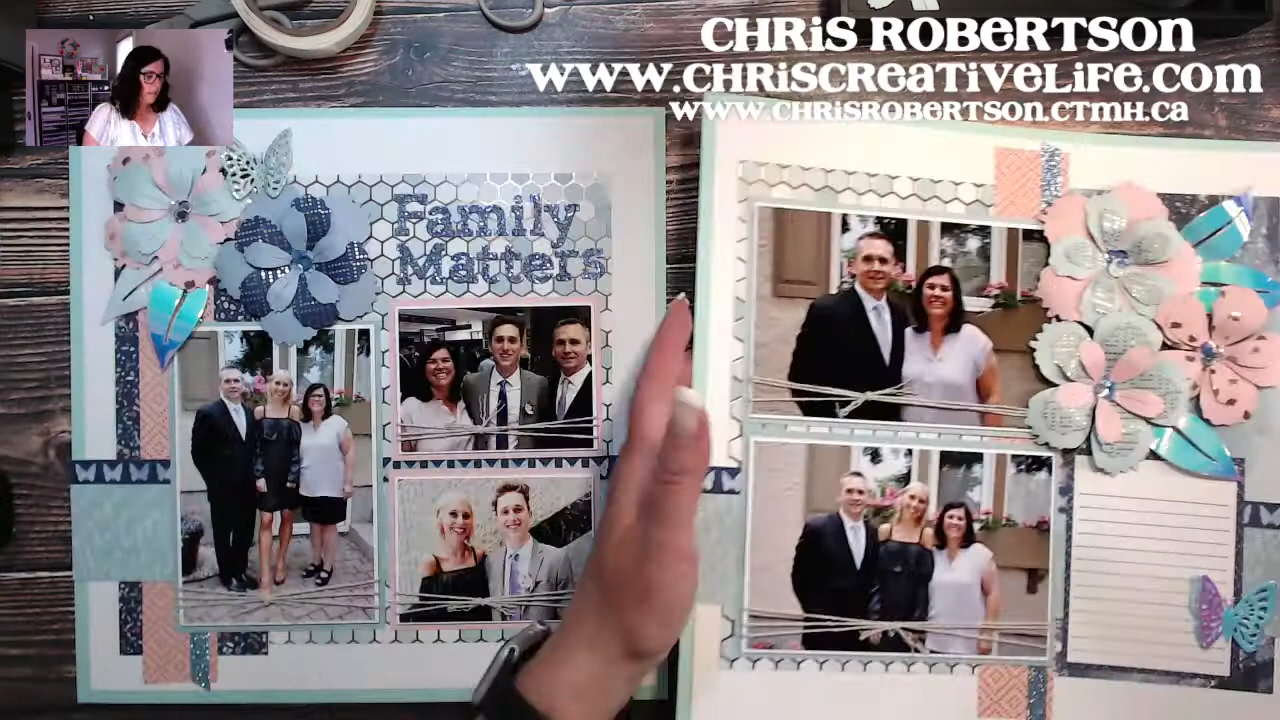 CHRIS ROBERTSON
WWW.CHRISCREATIVELIFE.COM
WWW.CHRISROBERTSON.CTMH.CA
Family
Matters